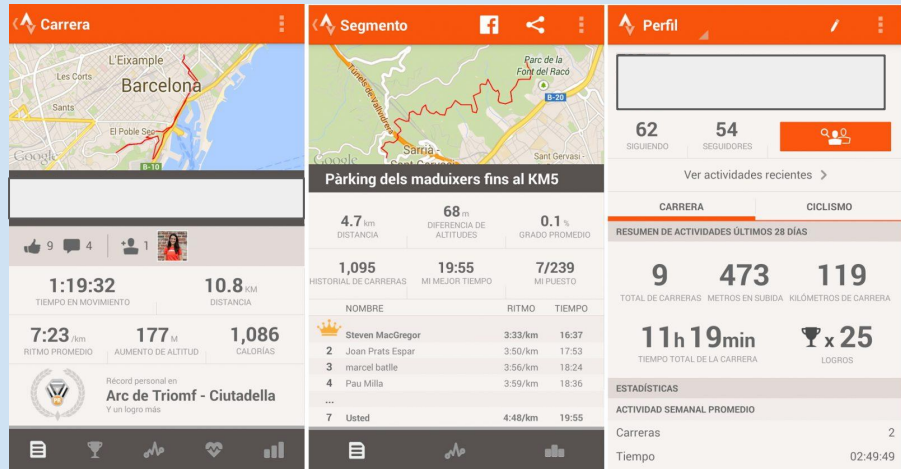 Carrera
L'Eixample
Les Corts
Barcelona
Sants
El Poble Sec
Google
B-10
9
4
1
1:19:32
TIEMPO EN MOVIMIENTO
10.8 KM
DISTANCIA
7:23 /km
RITMO PROMEDIO
177 M
AUMENTO DE ALTITUD
1,086
CALORÍAS
Récord personal en
Arc de Triomf - Ciutadella
Y un logro más
Segmento
Parc de la
Font del Racó
B-20
Túnels de Vallvidrera
Sarrià -
Sant Gervasi
Sant Gervasi -
Google
Pàrking dels maduixers fins al KM5
4.7 km
DISTANCIA
68 m
DIFERENCIA DE
ALTITUDES
0.1 %
GRADO PROMEDIO
1,095
HISTORIAL DE CARRERAS
19:55
MI MEJOR TIEMPO
7/239
MI PUESTO
NOMBRE RITMO TIEMPO
Steven MacGregor 3:33/km 16:37
2 Joan Prats Espar 3:50/km 17:53
3 marcel batlle 3:56/km 18:24
4 Pau Milla 3:59/km 18:36
...
7 Usted 4:48/km 19:55
Perfil
62
SIGUIENDO
54
SEGUIDORES
Ver actividades recientes >
CARRERA
CICLISMO
RESUMEN DE ACTIVIDADES ÚLTIMOS 28 DÍAS
9
TOTAL DE CARRERAS
473
METROS EN SUBIDA
119
KILÓMETROS DE CARRERA
11h 19min
TIEMPO TOTAL DE LA CARRERA
x 25
LOGROS
ESTADÍSTICAS
ACTIVIDAD SEMANAL PROMEDIO
Carreras 2
Tiempo 02:49:49